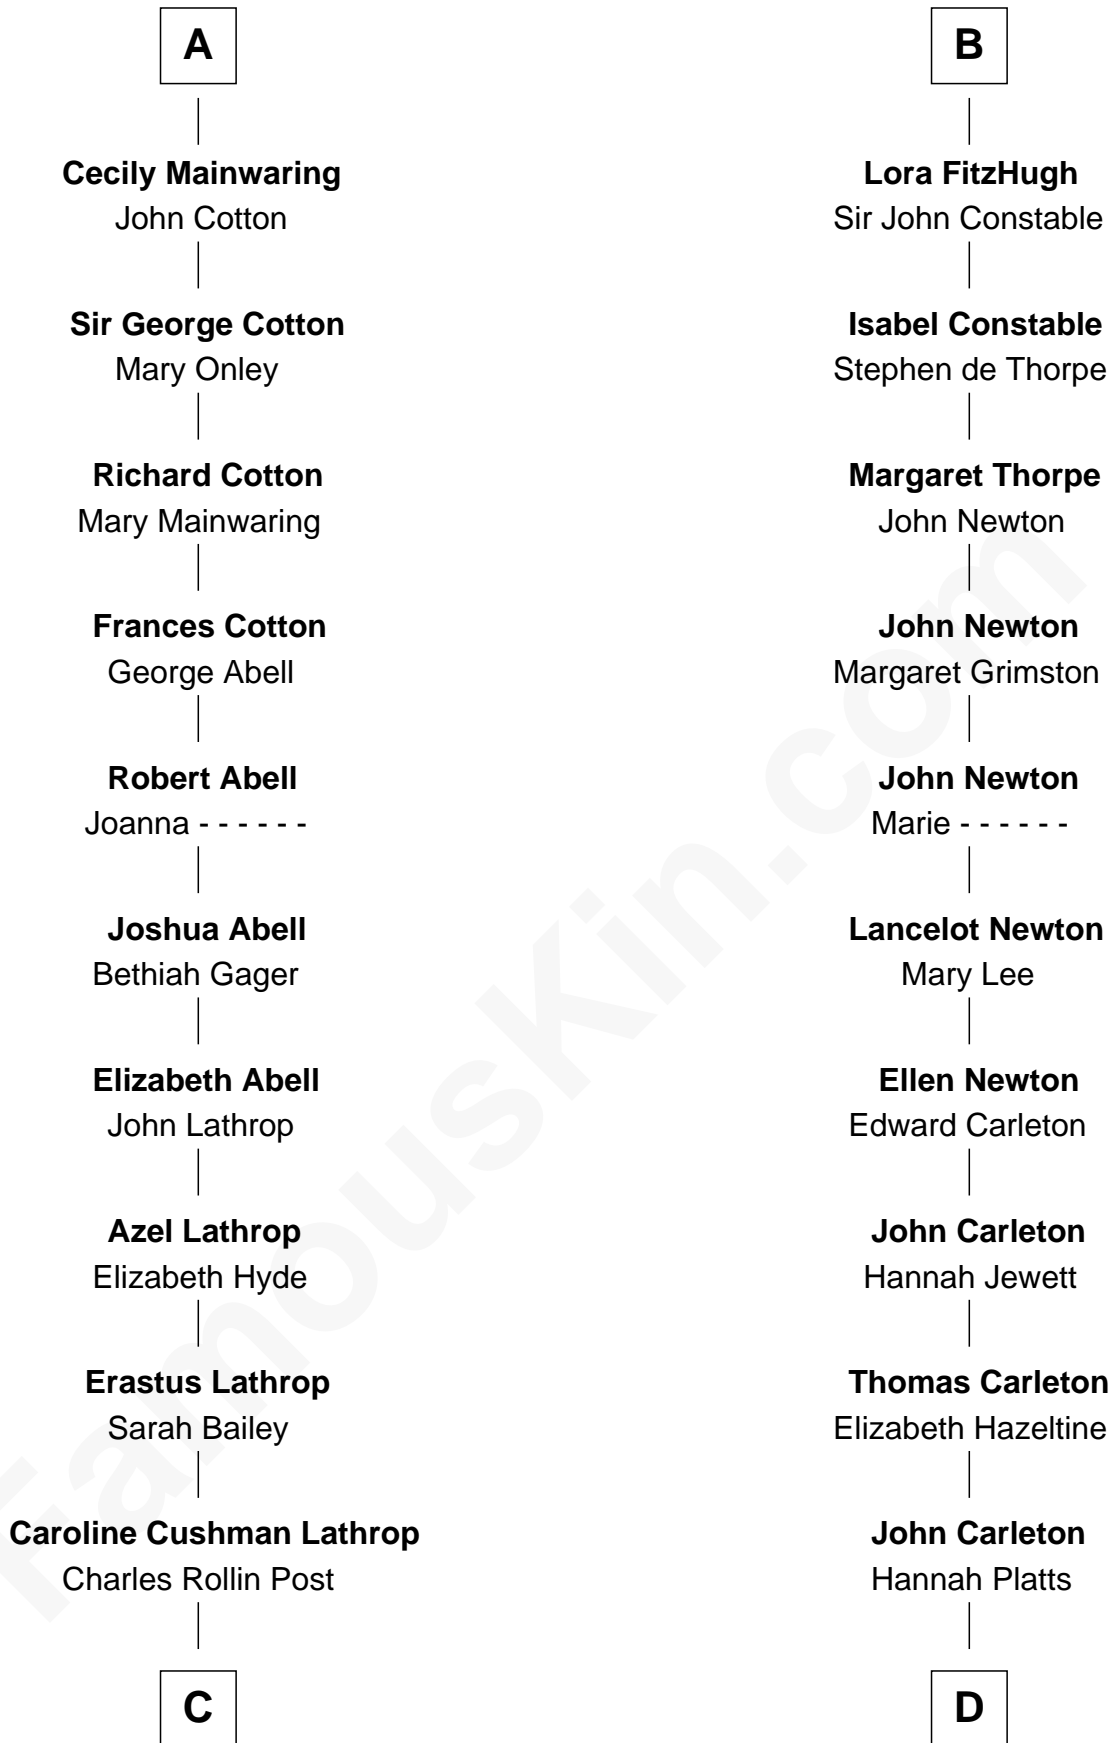 A
Cecily Mainwaring
John Cotton
Sir George Cotton
Mary Onley
Richard Cotton
Mary Mainwaring
Frances Cotton
George Abell
Robert Abell
Joanna - - - - - -
Joshua Abell
Bethiah Gager
Elizabeth Abell
John Lathrop
Azel Lathrop
Elizabeth Hyde
Erastus Lathrop
Sarah Bailey
Caroline Cushman Lathrop
Charles Rollin Post
C
B
Lora FitzHugh
Sir John Constable
Isabel Constable
Stephen de Thorpe
Margaret Thorpe
John Newton
John Newton
Margaret Grimston
John Newton
Marie - - - - - -
Lancelot Newton
Mary Lee
Ellen Newton
Edward Carleton
John Carleton
Hannah Jewett
Thomas Carleton
Elizabeth Hazeltine
John Carleton
Hannah Platts
D
FamousKin.com